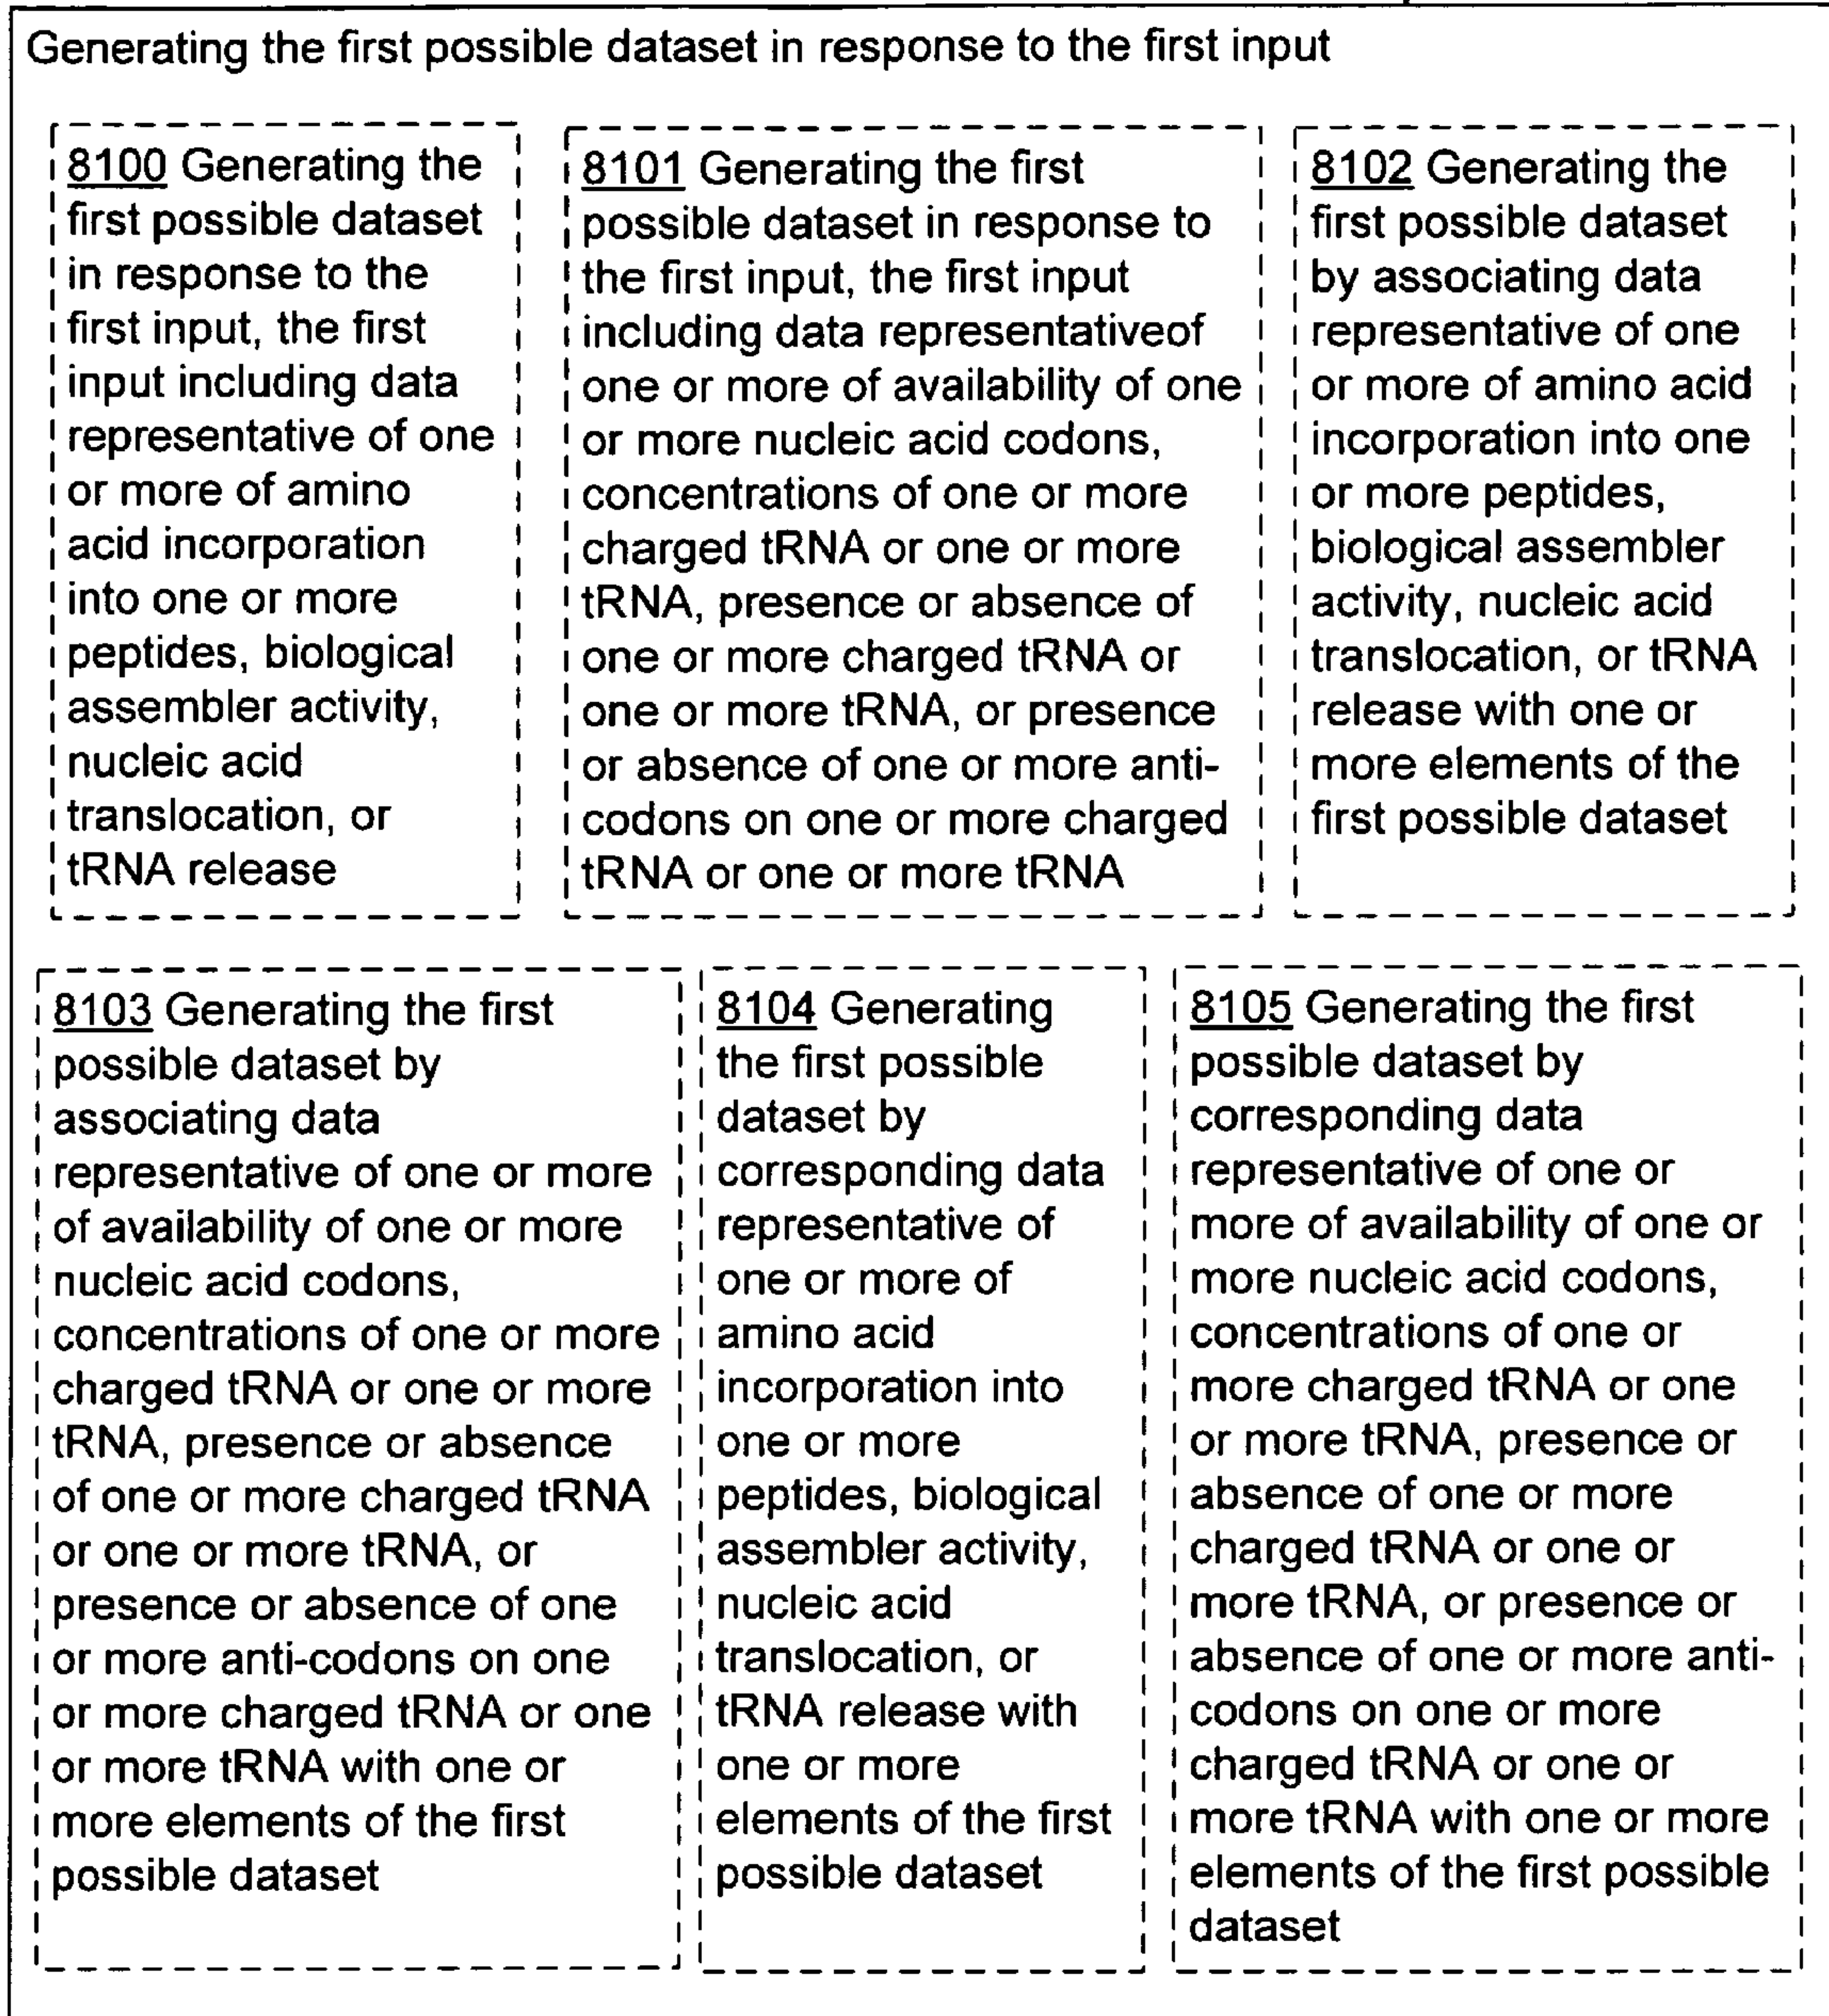 Generating the first possible dataset in response to the first input
8100 Generating the
first possible dataset
in response to the
first input, the first
input including data
representative of one
or more of amino
acid incorporation
into one or more
peptides, biological
assembler activity,
nucleic acid
translocation, or
tRNA release
8101 Generating the first
possible dataset in response to
the first input, the first input
including data representativeof
one or more of availability of one
or more nucleic acid codons,
concentrations of one or more
charged tRNA or one or more
tRNA, presence or absence of
one or more charged tRNA or
one or more tRNA, or presence
or absence of one or more anti-
codons on one or more charged
tRNA or one or more tRNA
8102 Generating the
first possible dataset
by associating data
representative of one
or more of amino acid
incorporation into one
or more peptides,
biological assembler
activity, nucleic acid
translocation, or tRNA
release with one or
more elements of the
first possible dataset
8103 Generating the first
possible dataset by
associating data
representative of one or more
of availability of one or more
nucleic acid codons,
concentrations of one or more
charged tRNA or one or more
tRNA, presence or absence
of one or more charged tRNA
or one or more tRNA, or
presence or absence of one
or more anti-codons on one
or more charged tRNA or one
or more tRNA with one or
more elements of the first
possible dataset
8104 Generating
the first possible
dataset by
corresponding data
representative of
one or more of
amino acid
incorporation into
one or more
peptides, biological
assembler activity,
nucleic acid
translocation, or
tRNA release with
one or more
elements of the first
possible dataset
8105 Generating the first
possible dataset by
corresponding data
representative of one or
more of availability of one or
more nucleic acid codons,
concentrations of one or
more charged tRNA or one
or more tRNA, presence or
absence of one or more
charged tRNA or one or
more tRNA, or presence or
absence of one or more anti-
codons on one or more
charged tRNA or one or
more tRNA with one or more
elements of the first possible
dataset